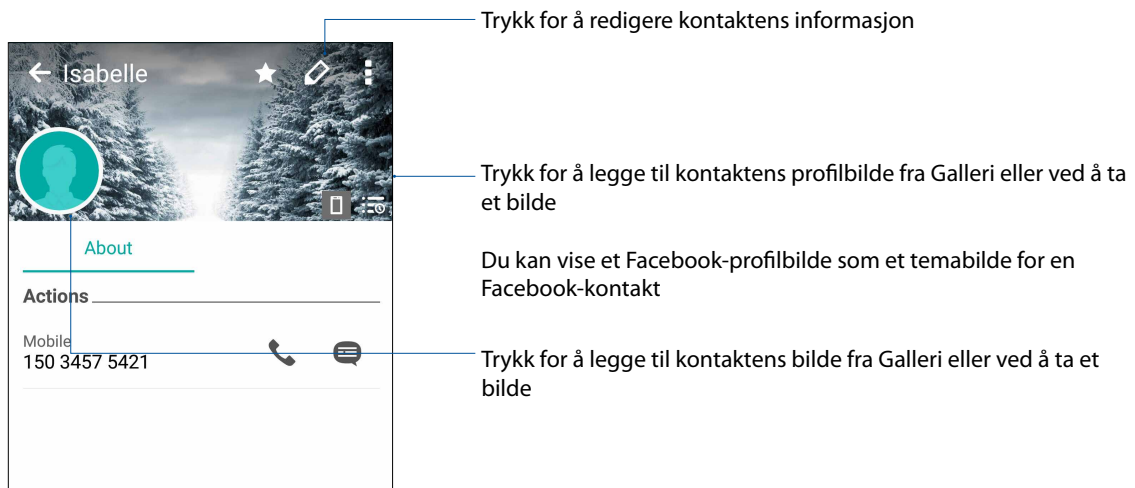 Trykk for å redigere kontaktens informasjon
Isabelle
Trykk for å legge til kontaktens profilbilde fra Galleri eller ved å ta
et bilde
About
Du kan vise et Facebook-profilbilde som et temabilde for en
Facebook-kontakt
Actions
Mobile
150 3457 5421
Trykk for å legge til kontaktens bilde fra Galleri eller ved å ta et
bilde